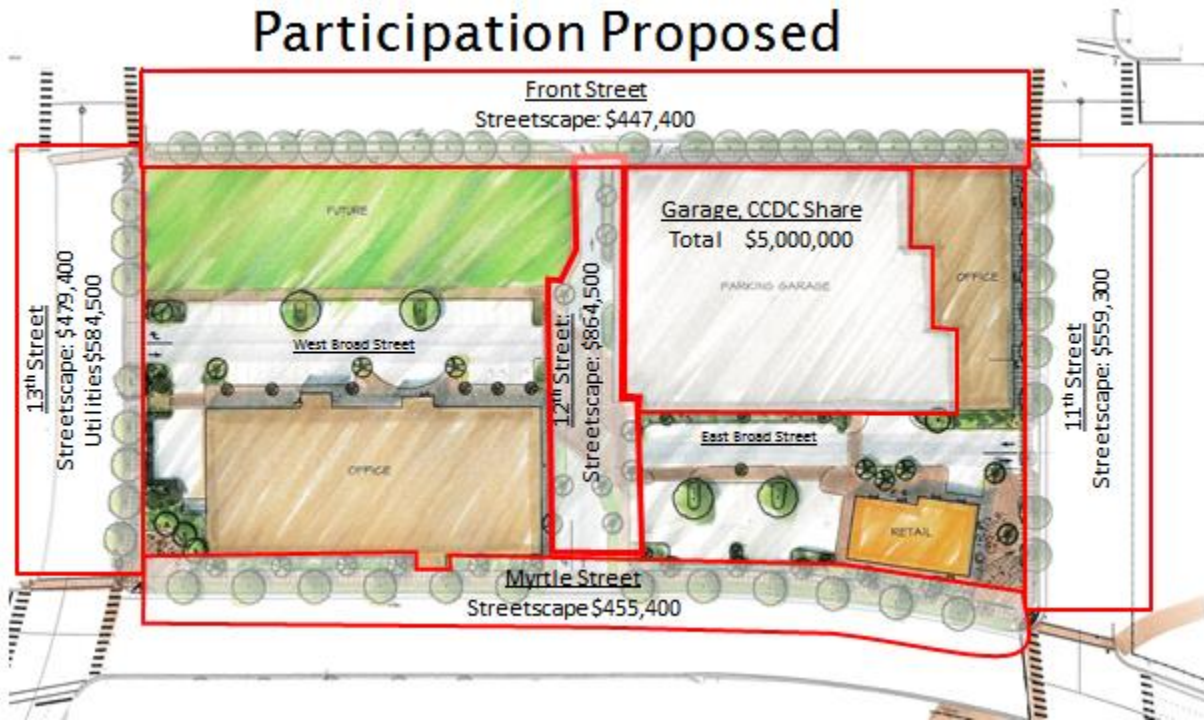 Participation Proposed
Front Street
Streetscape: $447,400
13th Street
Streetscape: $479,400
Utilities $584,500
FUTURE
West Broad Street
OFFICE
12th Street:
Streetscape: $864,500
Garage, CCDC Share
Total $5,000,000
PARKING GARAGE
OFFICE
East Broad Street
RETAIL
11th Street
Streetscape: $559,300
Myrtle Street
Streetscape $455,400